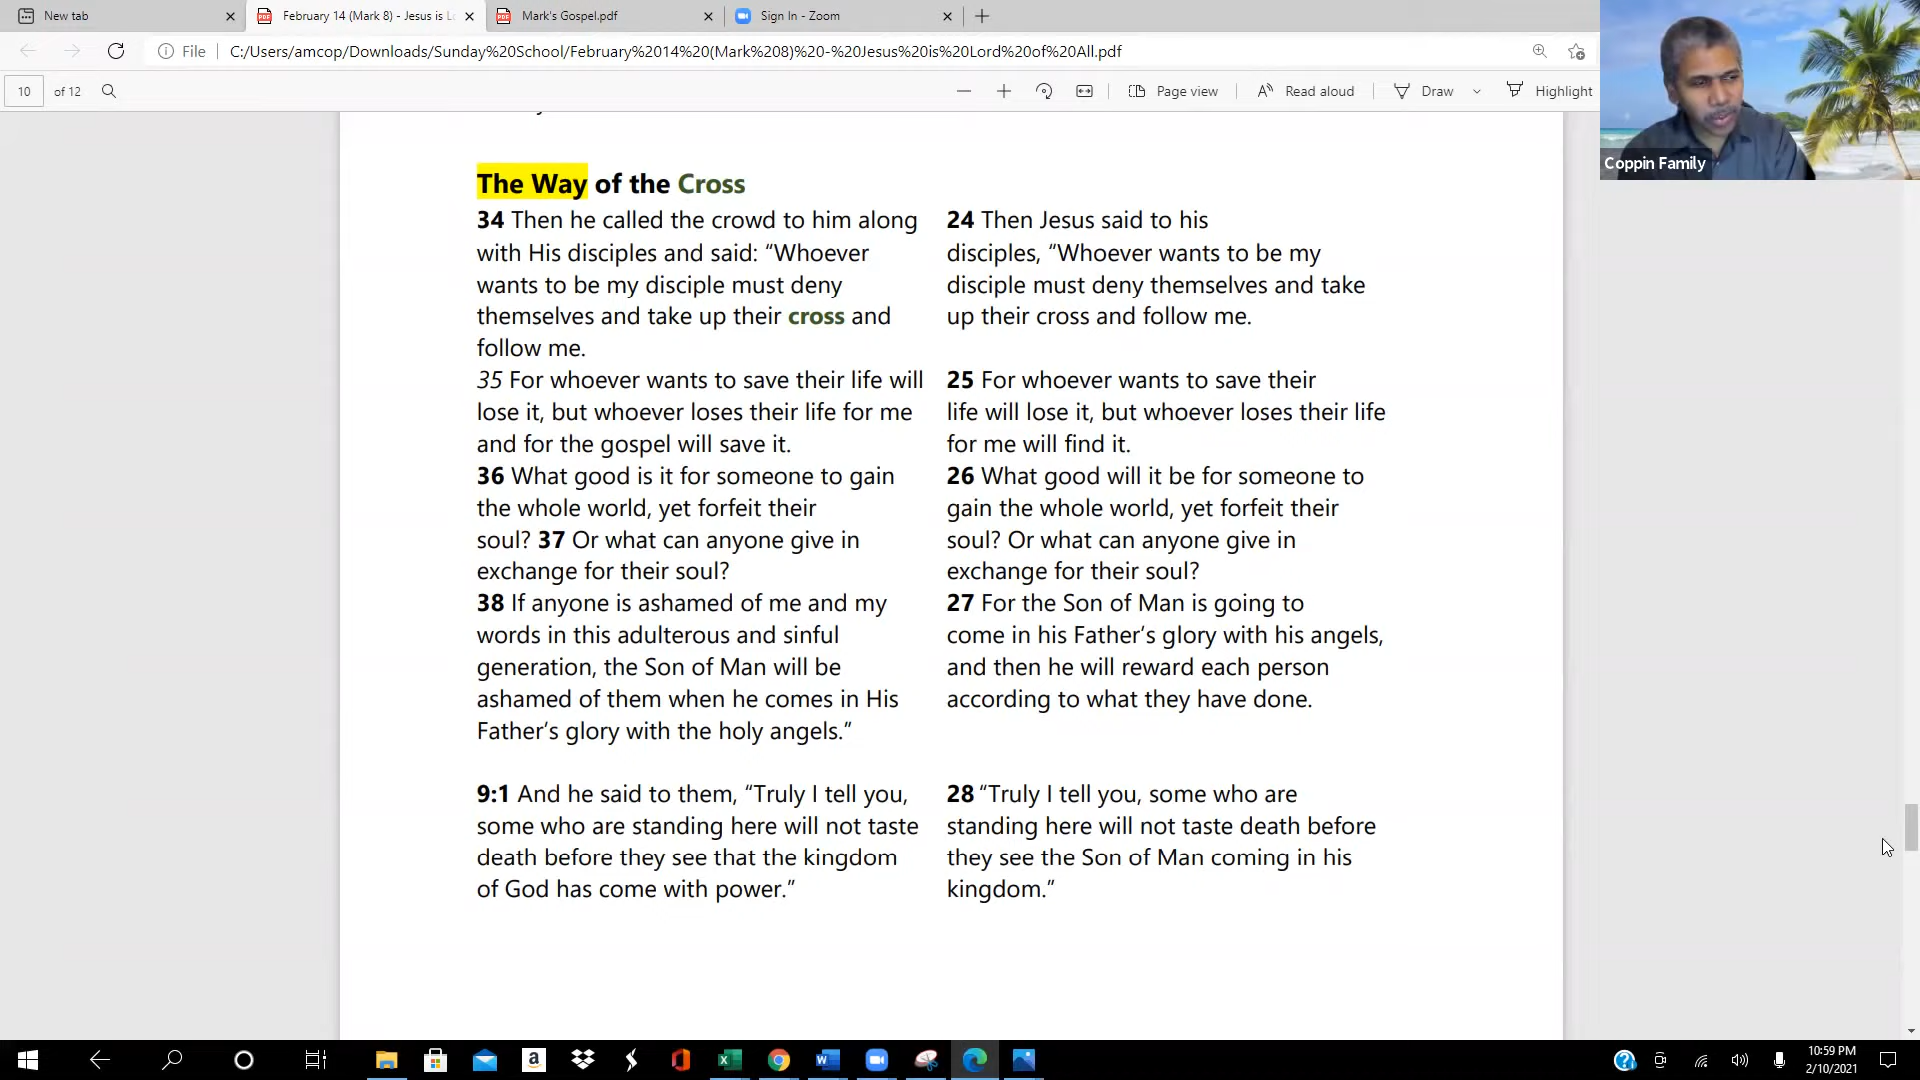 New tab
February 14 (Mark 8) - Jesus is Lo
Mark's Gospel.pdf
Sign In - Zoom
File
C:/Users/amcop/Downloads/Sunday%20School/February%2014%20(Mark%208)%20-%20Jesus%20is%20Lord%20of%20All.pdf
10 of 12
Page view
Read aloud
Draw
Highlight
Coppin Family
The Way of the Cross
34 Then he called the crowd to him along
with His disciples and said: “Whoever
wants to be my disciple must deny
themselves and take up their cross and
follow me.
35 For whoever wants to save their life will
lose it, but whoever loses their life for me
and for the gospel will save it.
36 What good is it for someone to gain
the whole world, yet forfeit their
soul? 37 Or what can anyone give in
exchange for their soul?
38 If anyone is ashamed of me and my
words in this adulterous and sinful
generation, the Son of Man will be
ashamed of them when he comes in His
Father’s glory with the holy angels.”
9:1 And he said to them, “Truly I tell you,
some who are standing here will not taste
death before they see that the kingdom
of God has come with power.”
24 Then Jesus said to his
disciples, “Whoever wants to be my
disciple must deny themselves and take
up their cross and follow me.
25 For whoever wants to save their
life will lose it, but whoever loses their life
for me will find it.
26 What good will it be for someone to
gain the whole world, yet forfeit their
soul? Or what can anyone give in
exchange for their soul?
27 For the Son of Man is going to
come in his Father’s glory with his angels,
and then he will reward each person
according to what they have done.
28 “Truly I tell you, some who are
standing here will not taste death before
they see the Son of Man coming in his
kingdom.”
10:59 PM
2/10/2021